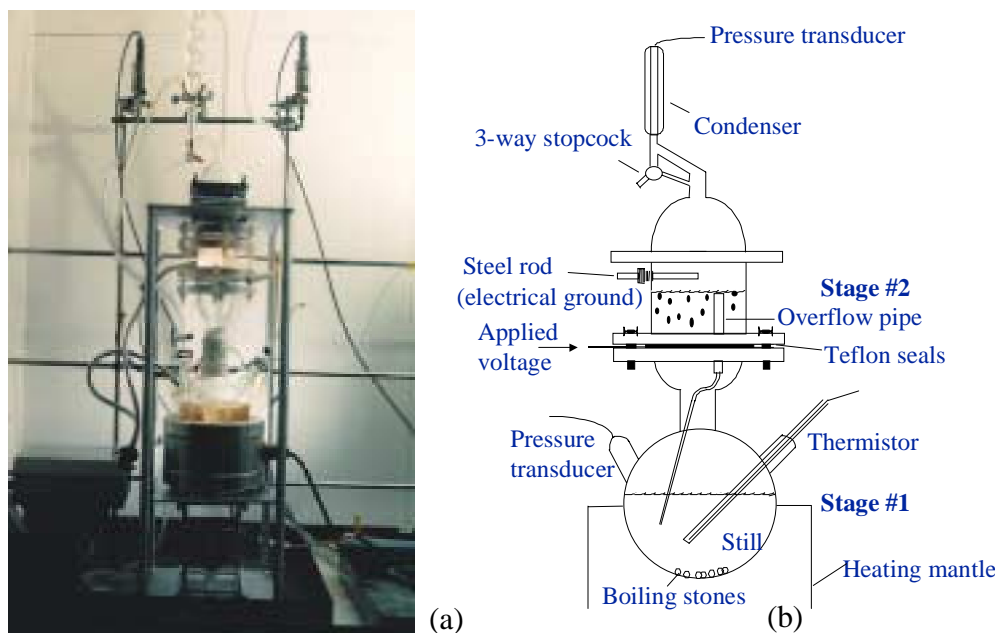 Pressure transducer
Condenser
3-way stopcock
Steel rod
(electrical ground)
Stage #2
Overflow pipe
Applied
voltage
Teflon seals
Pressure
transducer
Thermistor
Stage #1
Still
Heating mantle
Boiling stones
(a)
(b)